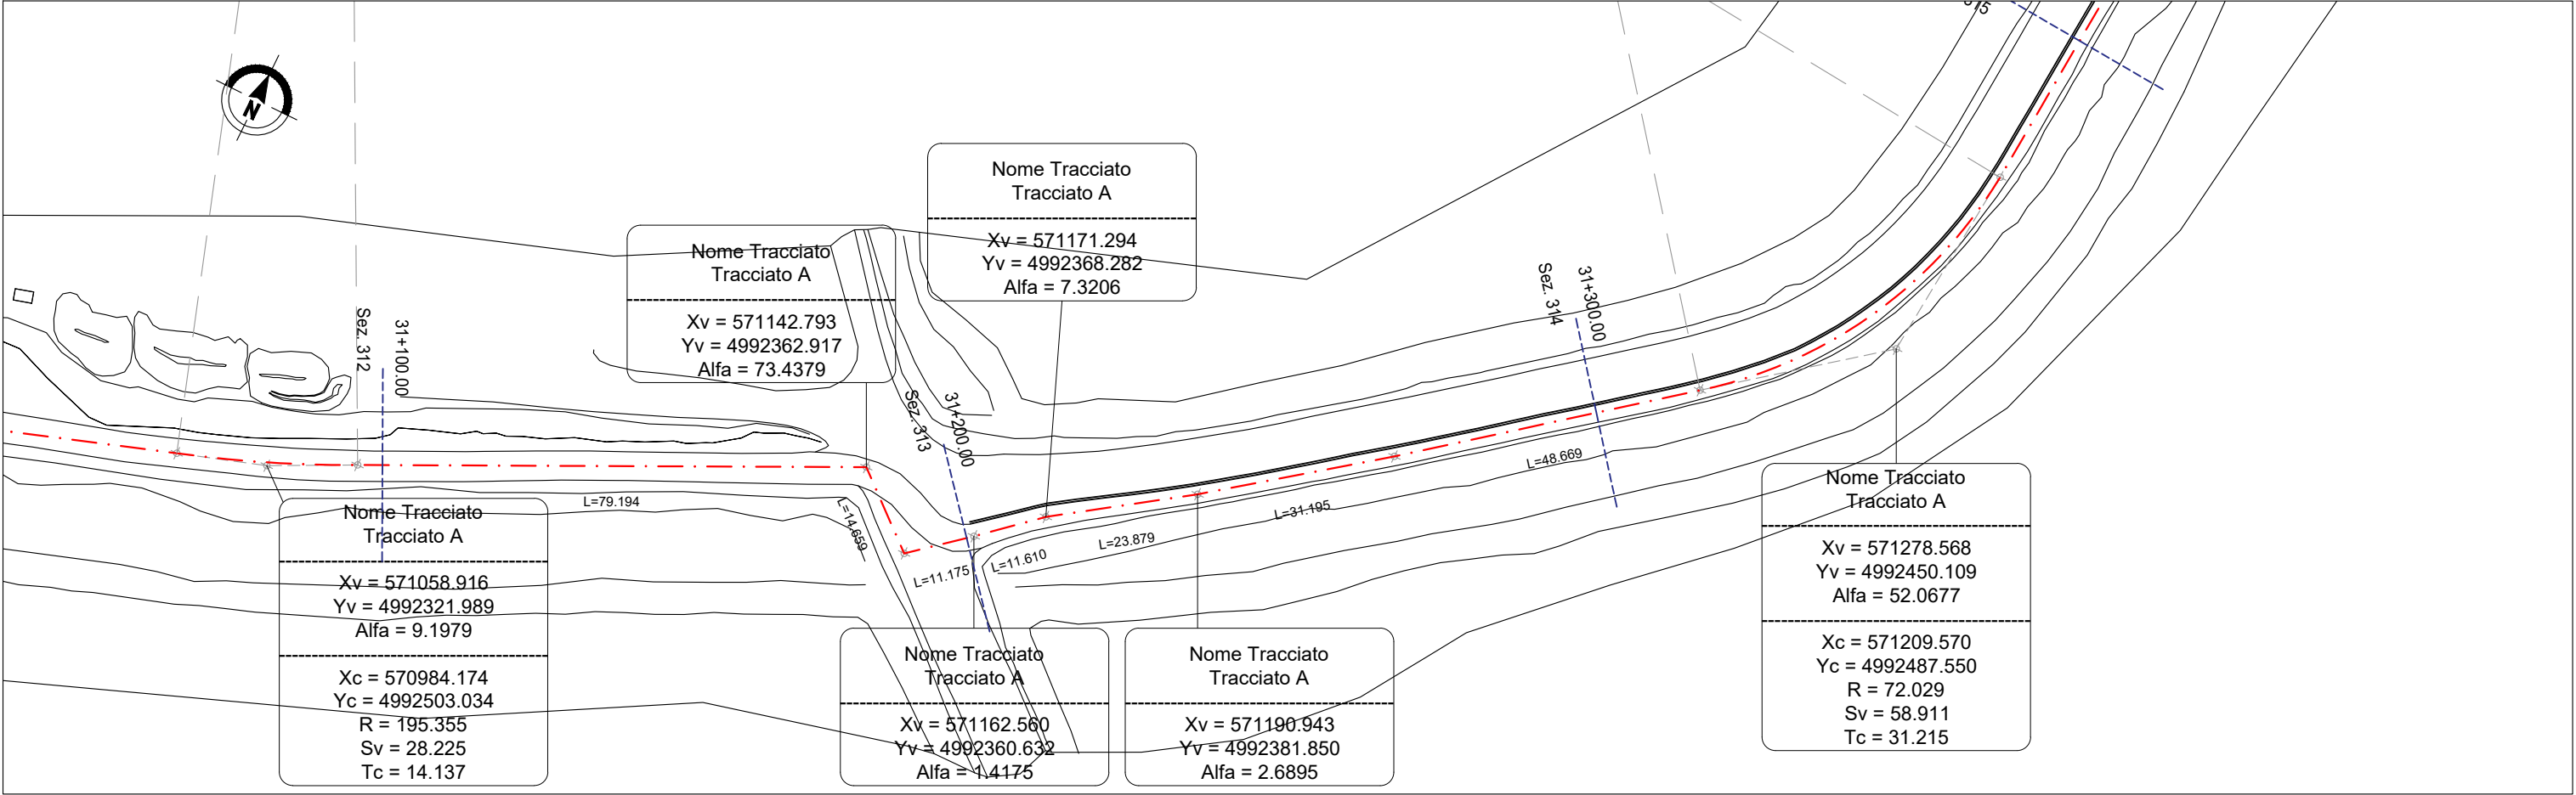 515
N
Nome Tracciato
Tracciato A
Xv = 571171.294
Yv = 4992368.282
Alfa = 7.3206
Nome Tracciato
Tracciato A
Xv = 571142.793
Yv = 4992362.917
Alfa = 73.4379
Sez. 312
31+100.00
Sez. 313
31+200.00
Sez. 314
31+300.00
L=79.194
L=14.659
L=11.175
L=11.610
L=23.879
L=31.195
L=48.669
Nome Tracciato
Tracciato A
Xv = 571058.916
Yv = 4992321.989
Alfa = 9.1979
Xc = 570984.174
Yc = 4992503.034
R = 195.355
Sv = 28.225
Tc = 14.137
Nome Tracciato
Tracciato A
Xv = 571162.560
Yv = 4992360.632
Alfa = 1.4175
Nome Tracciato
Tracciato A
Xv = 571190.943
Yv = 4992381.850
Alfa = 2.6895
Nome Tracciato
Tracciato A
Xv = 571278.568
Yv = 4992450.109
Alfa = 52.0677
Xc = 571209.570
Yc = 4992487.550
R = 72.029
Sv = 58.911
Tc = 31.215